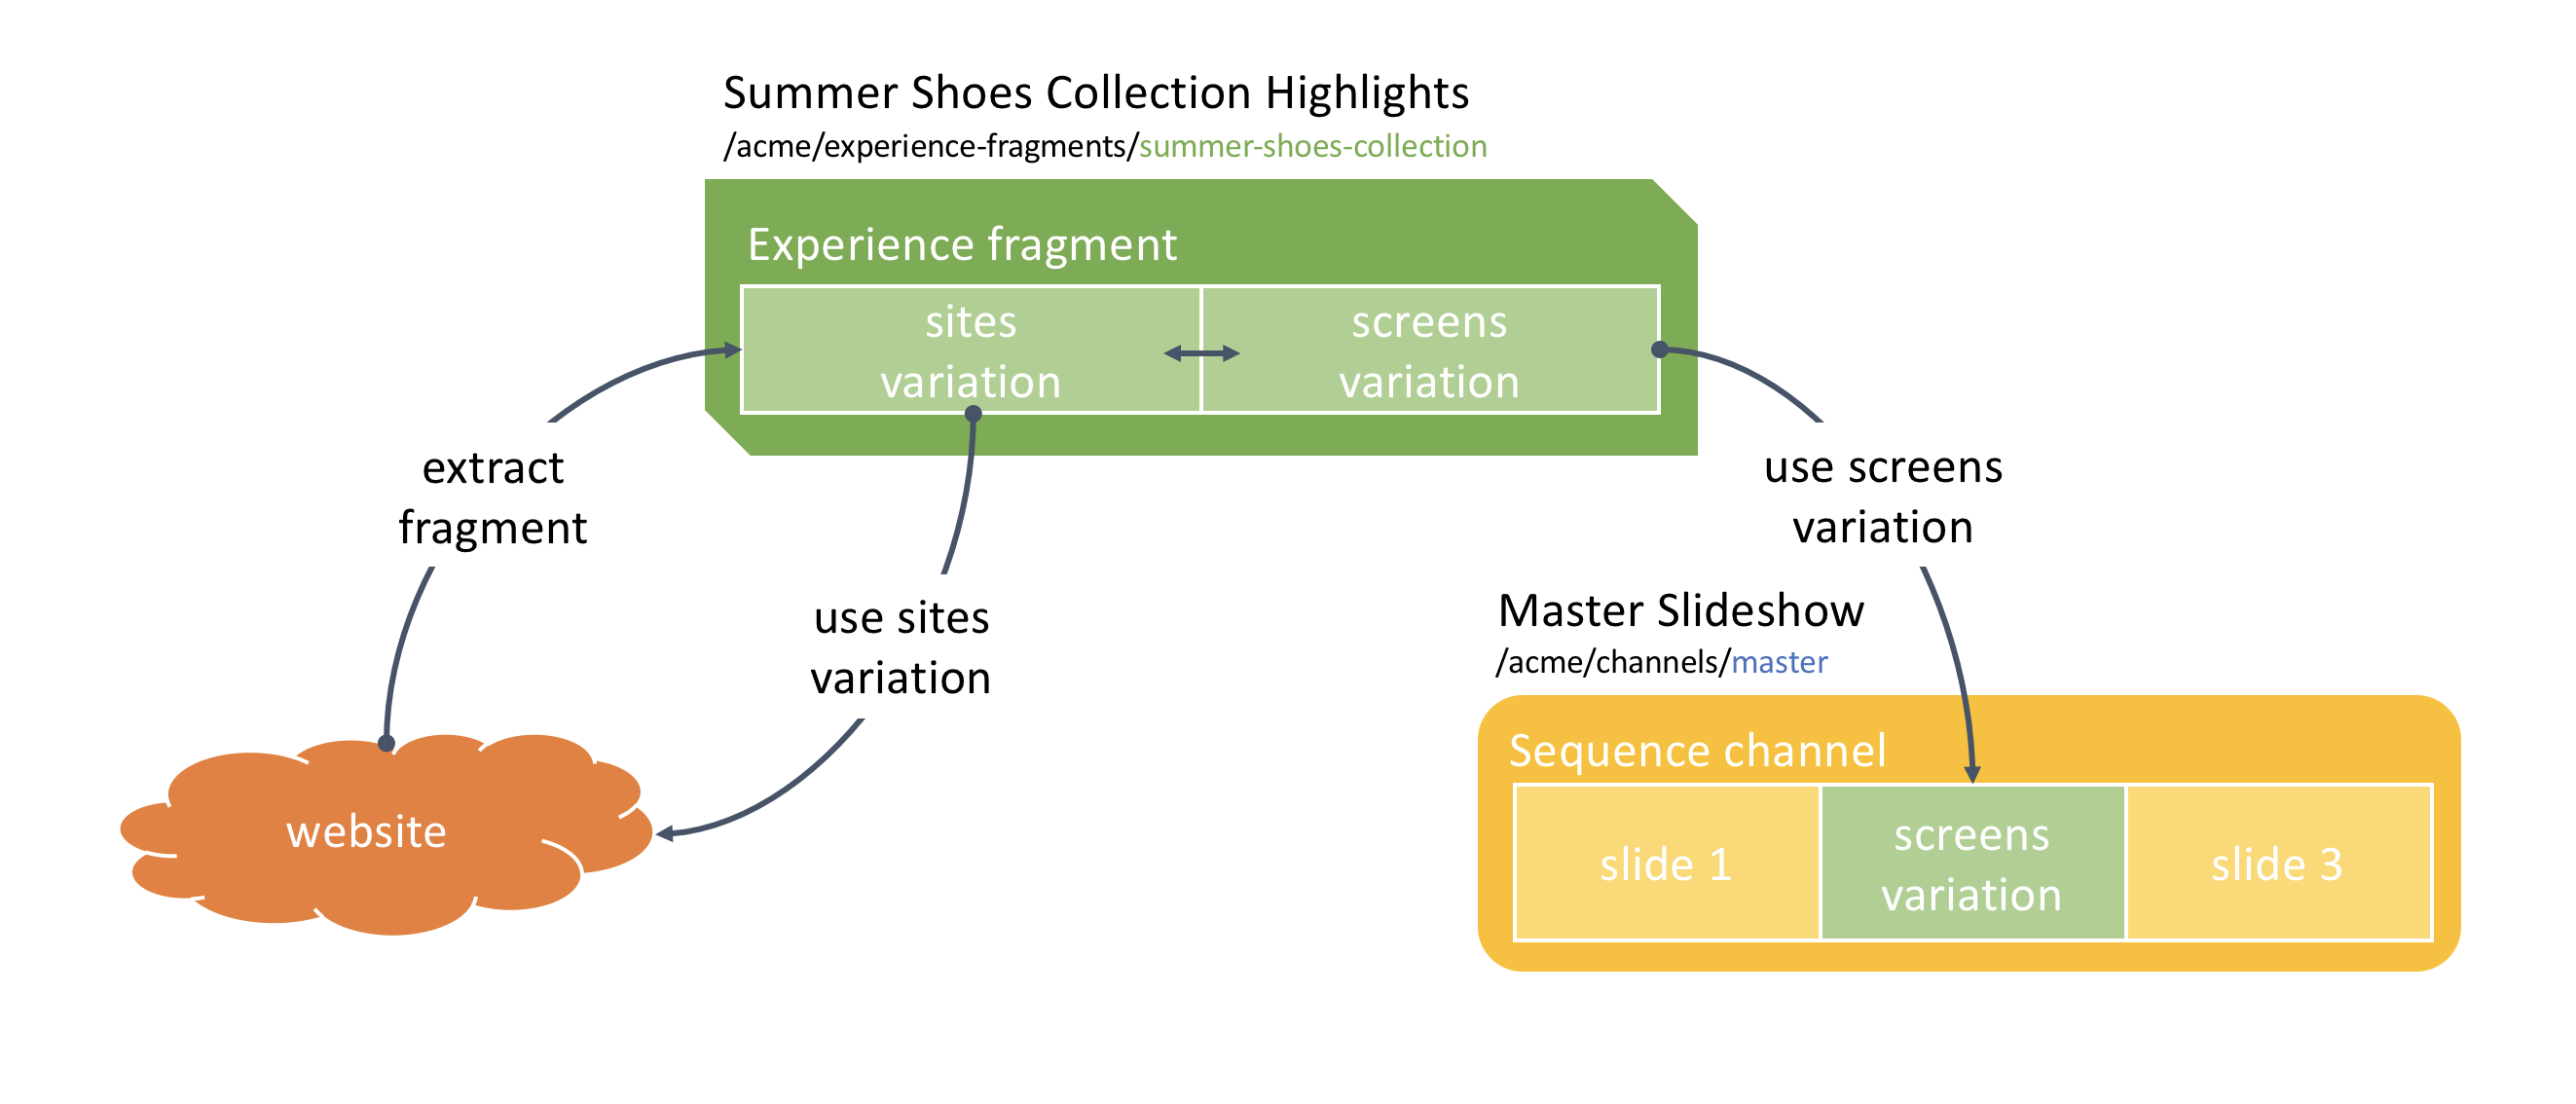 Summer Shoes Collection Highlights
/acme/experience-fragments/summer-shoes-collection
Experience fragment
sites
variation
screens
variation
extract
fragment
use sites
variation
use screens
variation
website
Master Slideshow
/acme/channels/master
Sequence channel
slide 1
screens
variation
slide 3